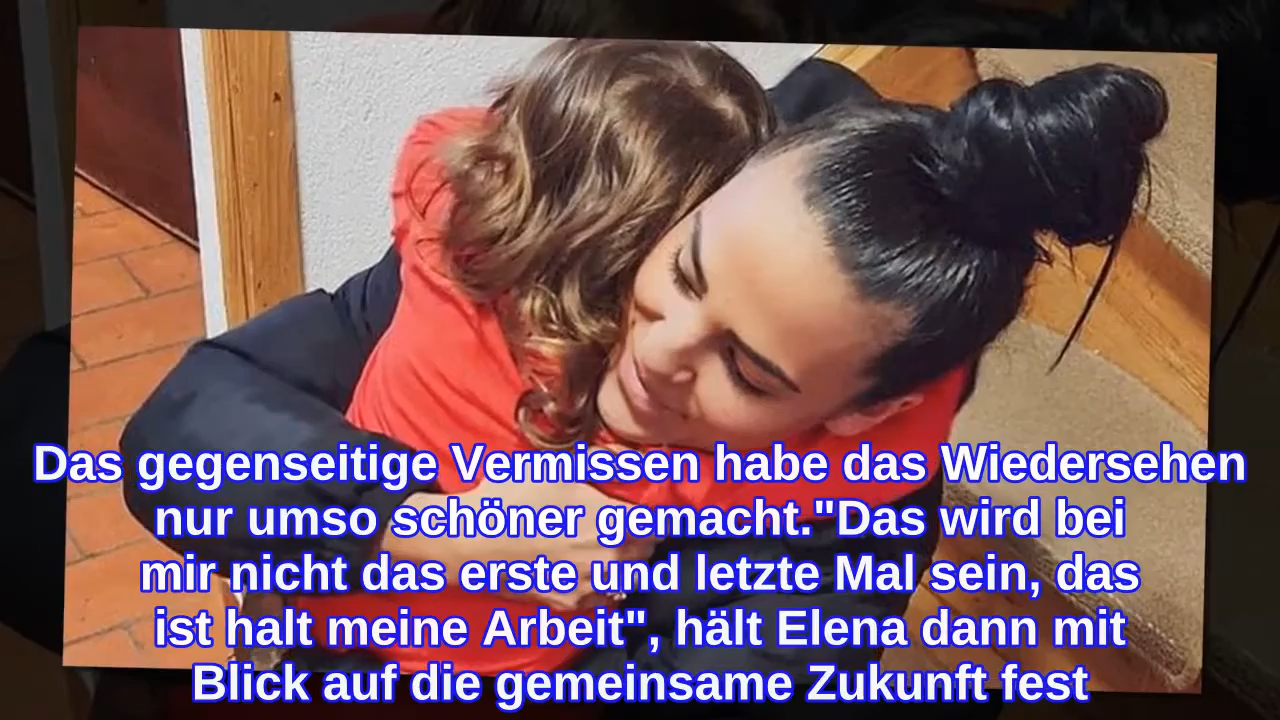 Das gegenseitige Vermissen habe das Wiedersehen
nur umso schöner gemacht."Das wird bei
mir nicht das erste und letzte Mal sein, das
ist halt meine Arbeit", hält Elena dann mit
Blick auf die gemeinsame Zukunft fest